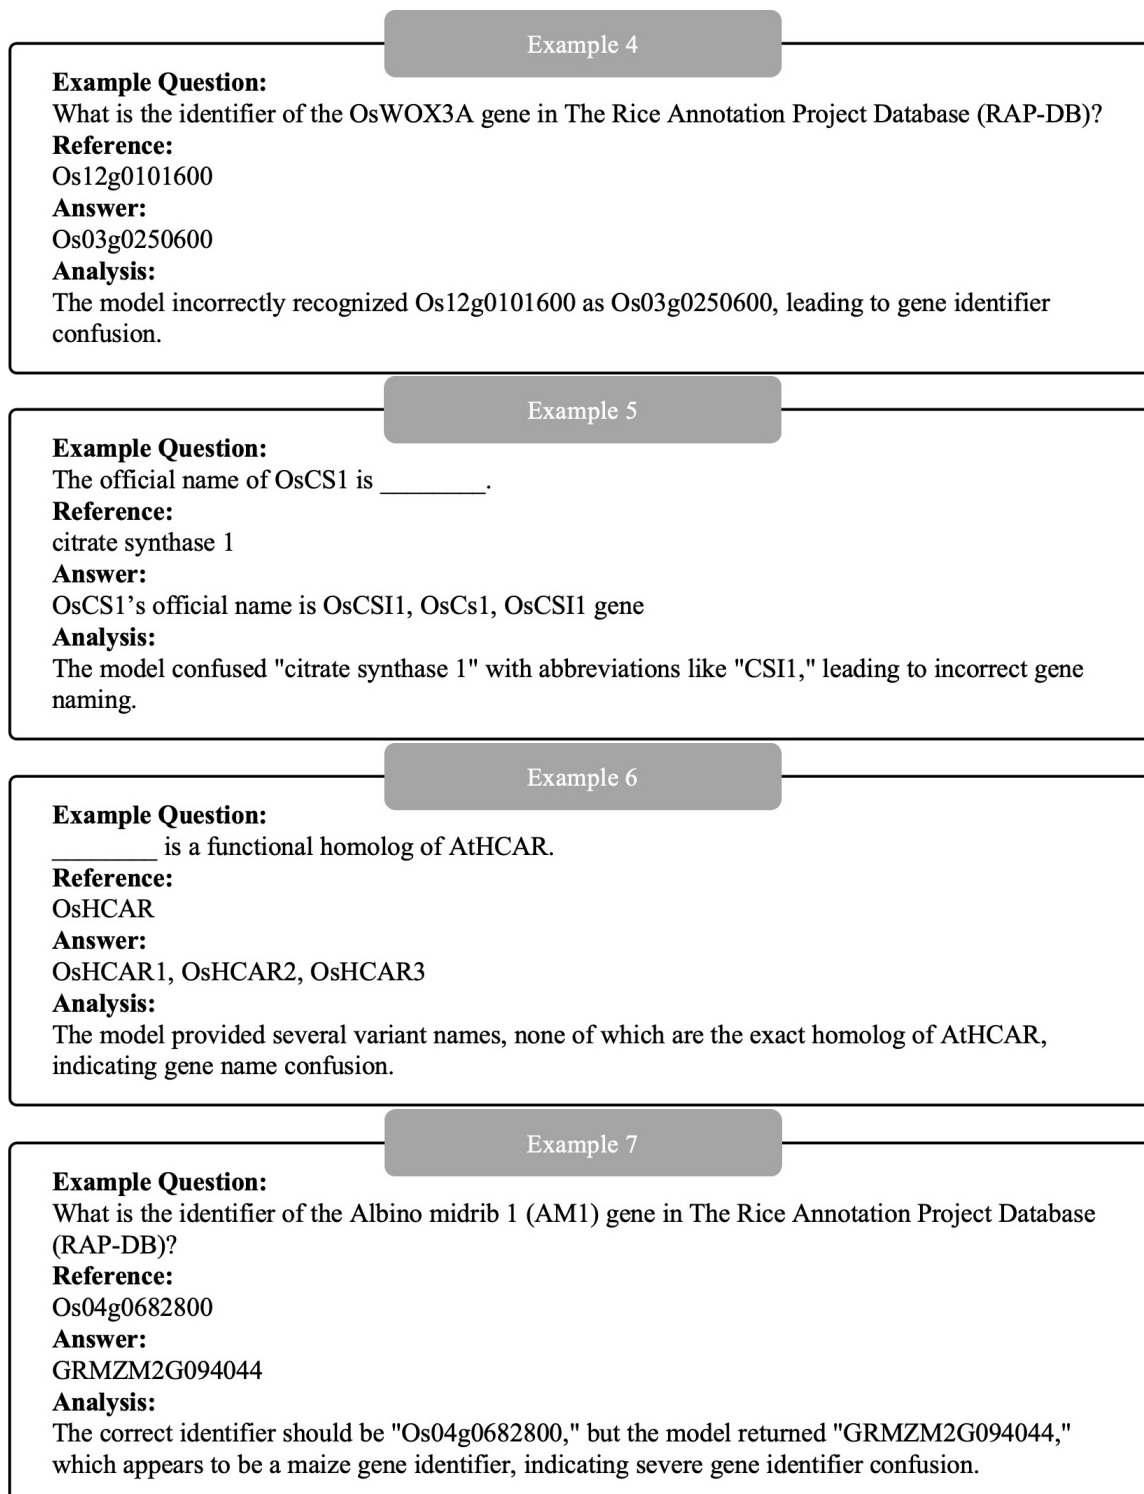 Example 4
Example Question:
What is the identifier of the OsWOX3A gene in The Rice Annotation Project Database (RAP-DB)?
Reference:
Os12g0101600
Answer:
Os03g0250600
Analysis:
The model incorrectly recognized Os12g0101600 as Os03g0250600, leading to gene identifier
confusion.
Example 5
Example Question:
The official name of OsCS1 is ________.
Reference:
citrate synthase 1
Answer:
OsCS1’s official name is OsCSI1, OsCs1, OsCSI1 gene
Analysis:
The model confused "citrate synthase 1" with abbreviations like "CSI1," leading to incorrect gene
naming.
Example 6
Example Question:
________ is a functional homolog of AtHCAR.
Reference:
OsHCAR
Answer:
OsHCAR1, OsHCAR2, OsHCAR3
Analysis:
The model provided several variant names, none of which are the exact homolog of AtHCAR,
indicating gene name confusion.
Example 7
Example Question:
What is the identifier of the Albino midrib 1 (AM1) gene in The Rice Annotation Project Database
(RAP-DB)?
Reference:
Os04g0682800
Answer:
GRMZM2G094044
Analysis:
The correct identifier should be "Os04g0682800," but the model returned "GRMZM2G094044,"
which appears to be a maize gene identifier, indicating severe gene identifier confusion.